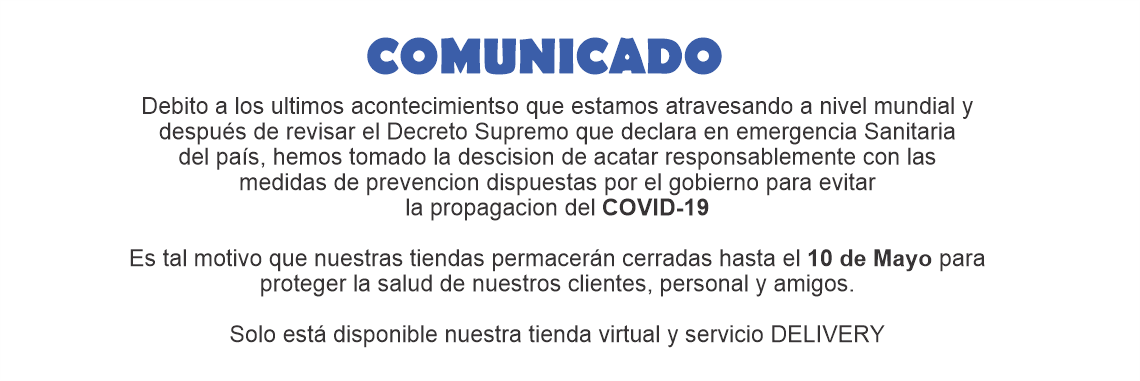 COMUNICADO
Debito a los ultimos acontecimientso que estamos atravesando a nivel mundial y
después de revisar el Decreto Supremo que declara en emergencia Sanitaria
del país, hemos tomado la descision de acatar responsablemente con las
medidas de prevencion dispuestas por el gobierno para evitar
la propagacion del COVID-19
Es tal motivo que nuestras tiendas permacerán cerradas hasta el 10 de Mayo para
proteger la salud de nuestros clientes, personal y amigos.
Solo está disponible nuestra tienda virtual y servicio DELIVERY